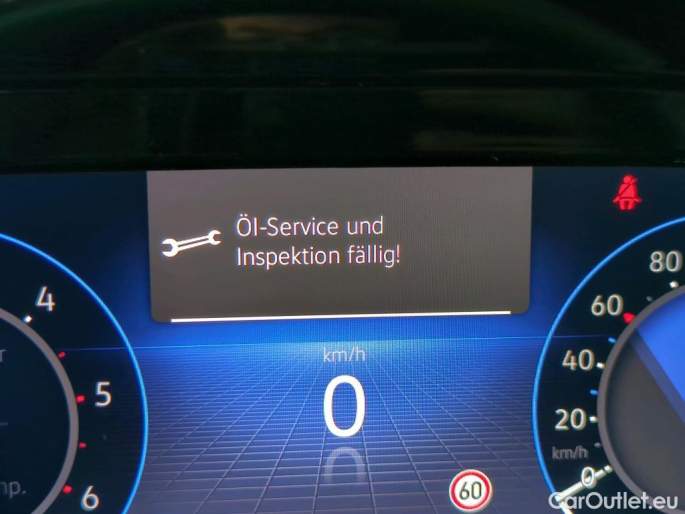 Öl-Service und
Inspektion fällig!
km/h
0
4
5
6
mp.
80
60
40
20
km/h
0
60
CarOutlet.eu